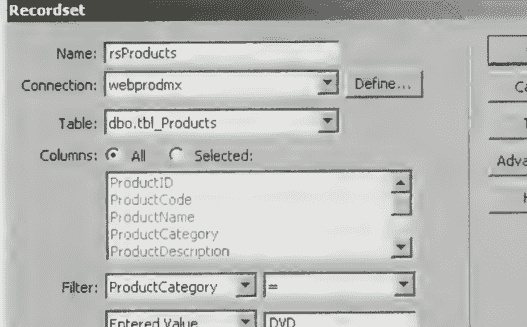 Recordset
Name: rsProducts
Connection: webprodmx Define...
Table: dbo.tbl_Products
Columns: All Selected:
ProductID
ProductCode
ProductName
ProductCategory
ProductDescription
Filter: ProductCategory =
Entered Value DVD